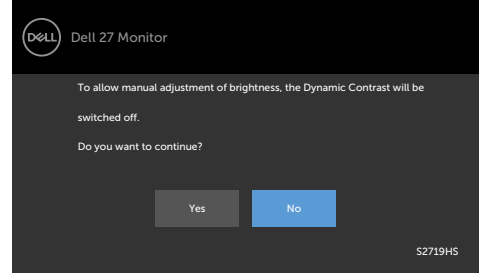 DELL
Dell 27 Monitor
To allow manual adjustment of brightness, the Dynamic Contrast will be
switched off.
Do you want to continue?
Yes No
S2719HS